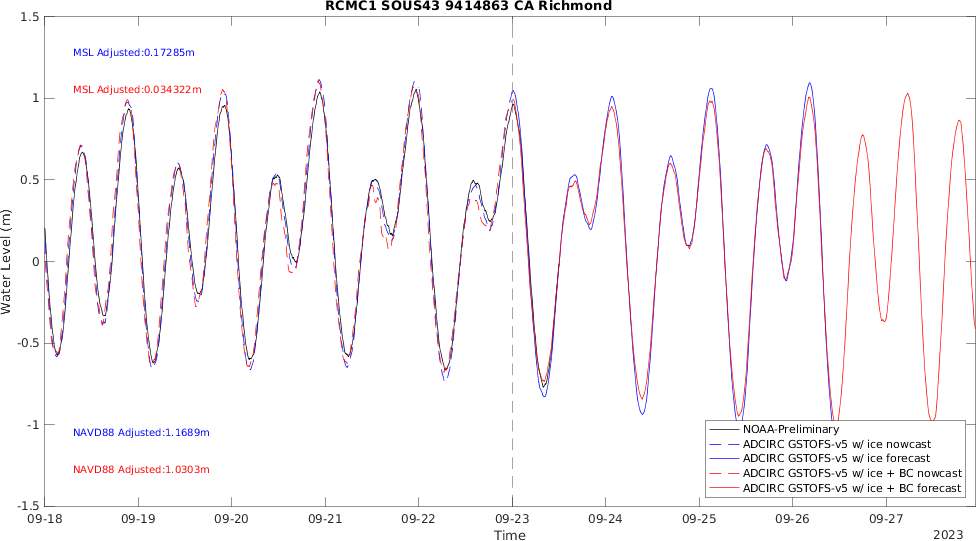 RCMC1 SOUS43 9414863 CA Richmond
1.5
MSL Adjusted:0.17285m
MSL Adjusted:0.034322m
1
0.5
Water Level (m)
0
-0.5
-1
NAVD88 Adjusted:1.1689m
NAVD88 Adjusted:1.0303m
NOAA-Preliminary
ADCIRC GSTOFS-v5 w/ ice nowcast
ADCIRC GSTOFS-v5 w/ ice forecast
ADCIRC GSTOFS-v5 w/ ice + BC nowcast
ADCIRC GSTOFS-v5 w/ ice + BC forecast
-1.5
09-18 09-19 09-20 09-21 09-22 09-23 09-24 09-25 09-26 09-27
Time
2023